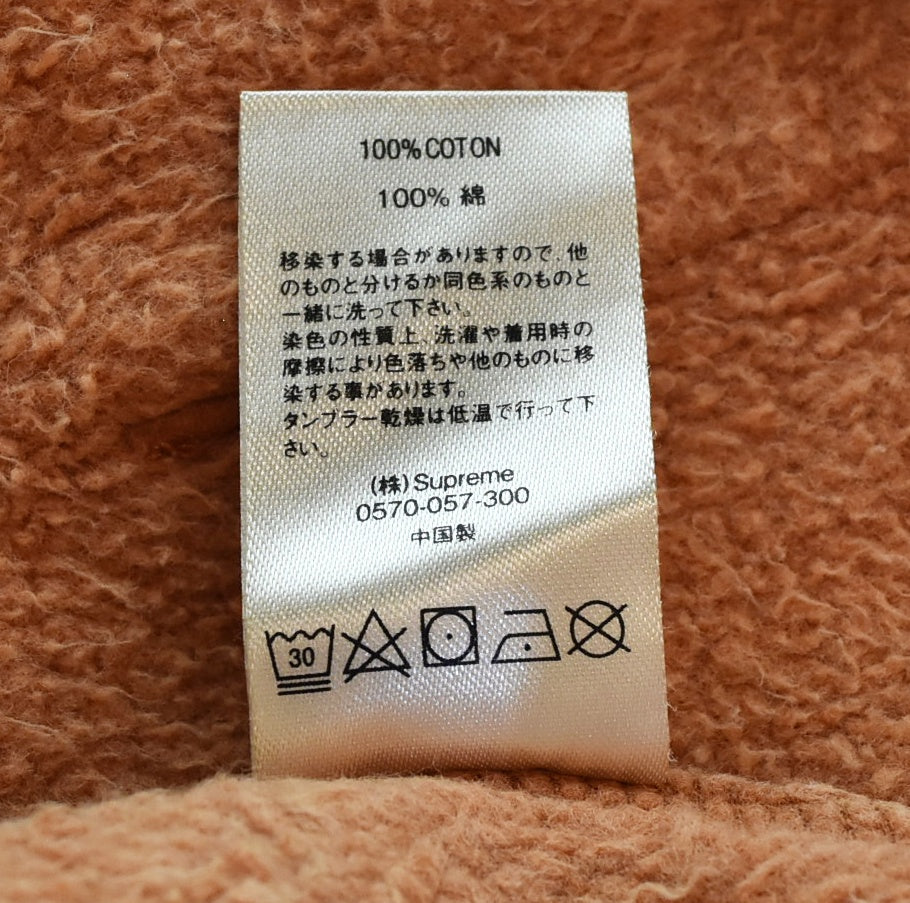 100% COTON
100% 綿
移染する場合がありますので、他
のものと分けるか同色系のものと
一緒に洗って下さい。
染色の性質上、洗濯や着用時の
摩擦により色落ちや他のものに移
染する事があります。
タンブラー乾燥は低温で行って下
さい。
(株)Supreme
0570-057-300
中国製
30